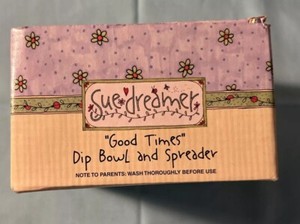 Sue dreamer
"Good Times"
Dip Bowl and Spreader
NOTE TO PARENTS: WASH THOROUGHLY BEFORE USE